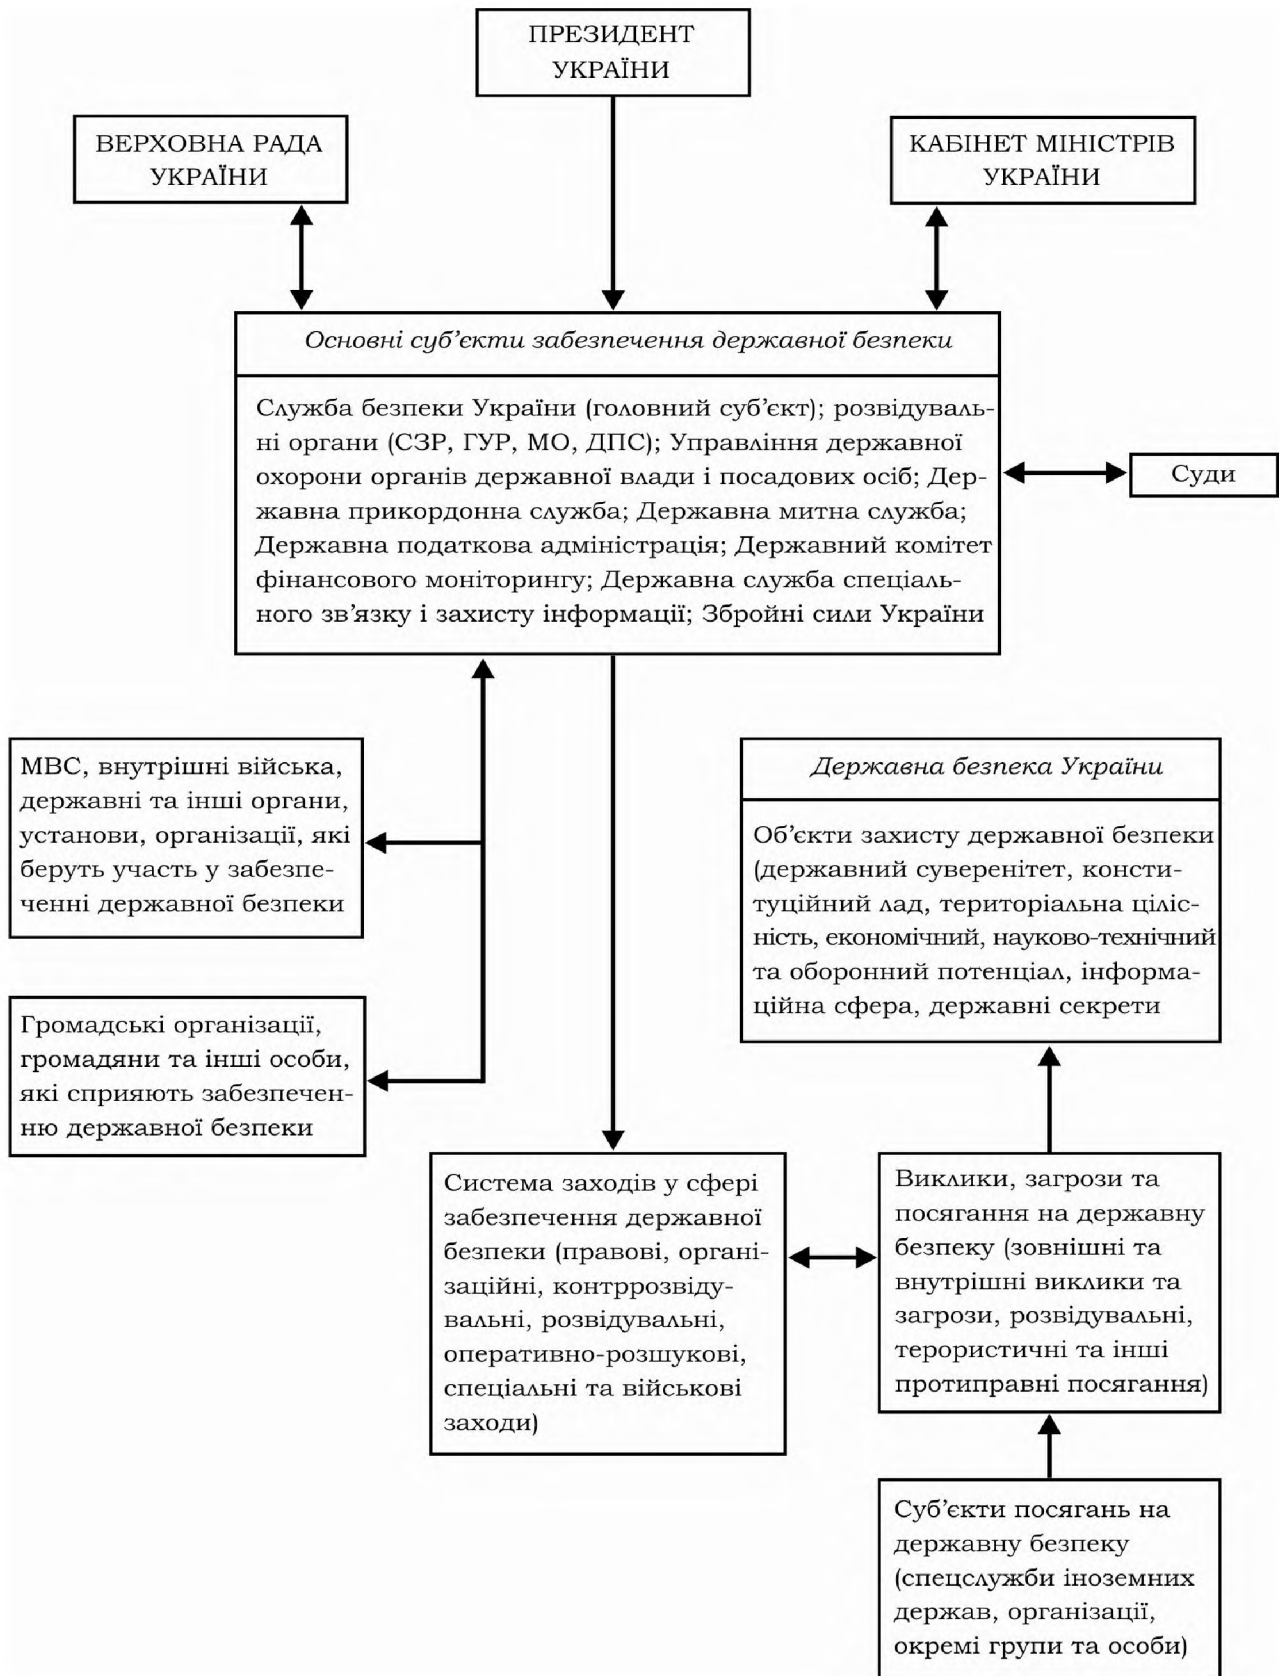 ПРЕЗИДЕНТ
УКРАЇНИ
ВЕРХОВНА РАДА
УКРАЇНИ
КАБІНЕТ МІНІСТРІВ
УКРАЇНИ
Основні суб’єкти забезпечення державної безпеки
Служба безпеки України (головний суб’єкт); розвідуваль-
ні органи (СЗР, ГУР, МО, ДПС); Управління державної
охорони органів державної влади і посадових осіб; Дер-
жавна прикордонна служба; Державна митна служба;
Державна податкова адміністрація; Державний комітет
фінансового моніторингу; Державна служба спеціаль-
ного зв’язку і захисту інформації; Збройні сили України
Суди
МВС, внутрішні війська,
державні та інші органи,
установи, організації, які
беруть участь у забезпе-
ченні державної безпеки
Державна безпека України
Об’єкти захисту державної безпеки
(державний суверенітет, консти-
туційний лад, територіальна ціліс-
ність, економічний, науково-технічний
та оборонний потенціал, інформа-
ційна сфера, державні секрети
Громадські організації,
громадяни та інші особи,
які сприяють забезпечен-
ню державної безпеки
Система заходів у сфері
забезпечення державної
безпеки (правові, органі-
заційні, контррозвіду-
вальні, розвідувальні,
оперативно-розшукові,
спеціальні та військові
заходи)
Виклики, загрози та
посягання на державну
безпеку (зовнішні та
внутрішні виклики та
загрози, розвідувальні,
терористичні та інші
протиправні посягання)
Суб’єкти посягань на
державну безпеку
(спецслужби іноземних
держав, організації,
окремі групи та особи)